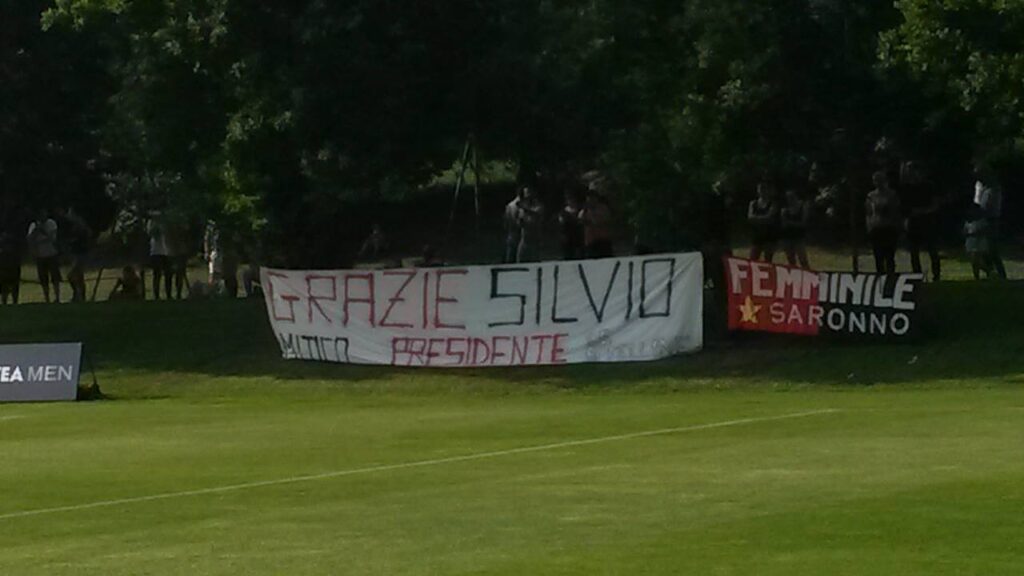 GRAZIE SILVIO
MITICO PRESIDENTE
FEMMINILE
SARONNO
EA MEN